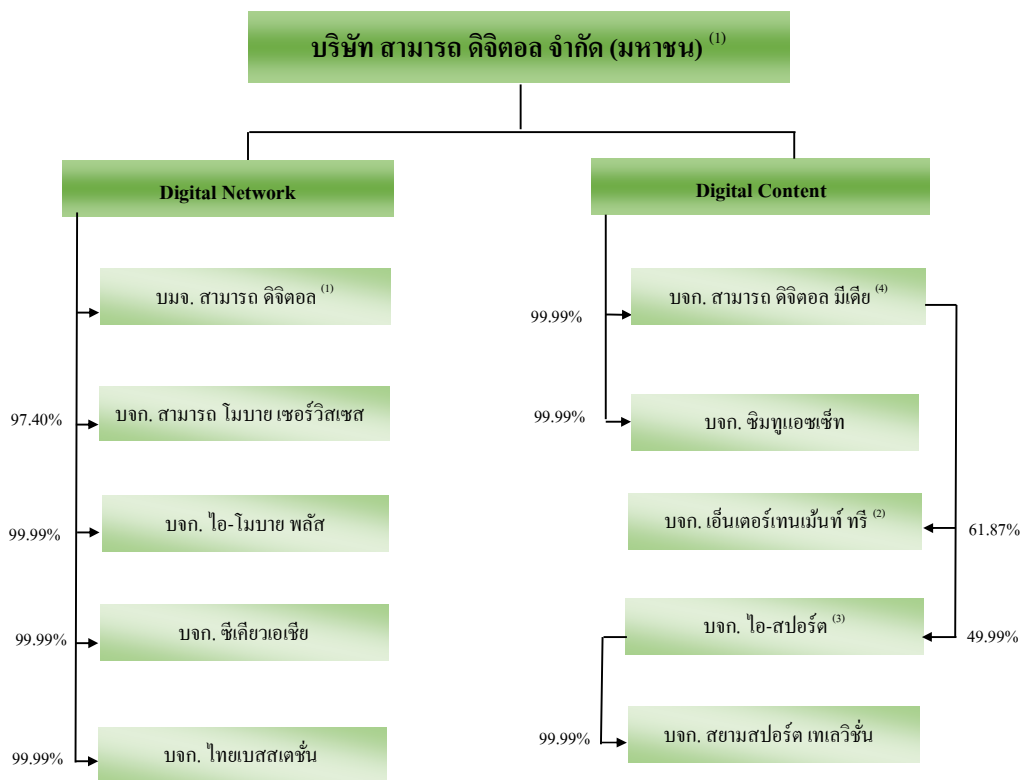 บริษัท สามารถ ดิจิตอล จำกัด (มหาชน) (1)
Digital Network
บมจ. สามารถ ดิจิตอล (1)
97.40%
บจก. สามารถ โมบาย เซอร์วิสเซส
99.99%
บจก. ไอ-โมบาย พลัส
99.99%
บจก. ซีเคียวเอเชีย
99.99%
บจก. ไทยเบสสเตชั่น
Digital Content
99.99%
บจก. สามารถ ดิจิตอล มีเดีย (4)
99.99%
บจก. ซิมทูแอซเซ็ท
บจก. เอ็นเตอร์เทนเม้นท์ ทรี (2)
61.87%
บจก. ไอ-สปอร์ต (3)
49.99%
99.99%
บจก. สยามสปอร์ต เทเลวิชั่น